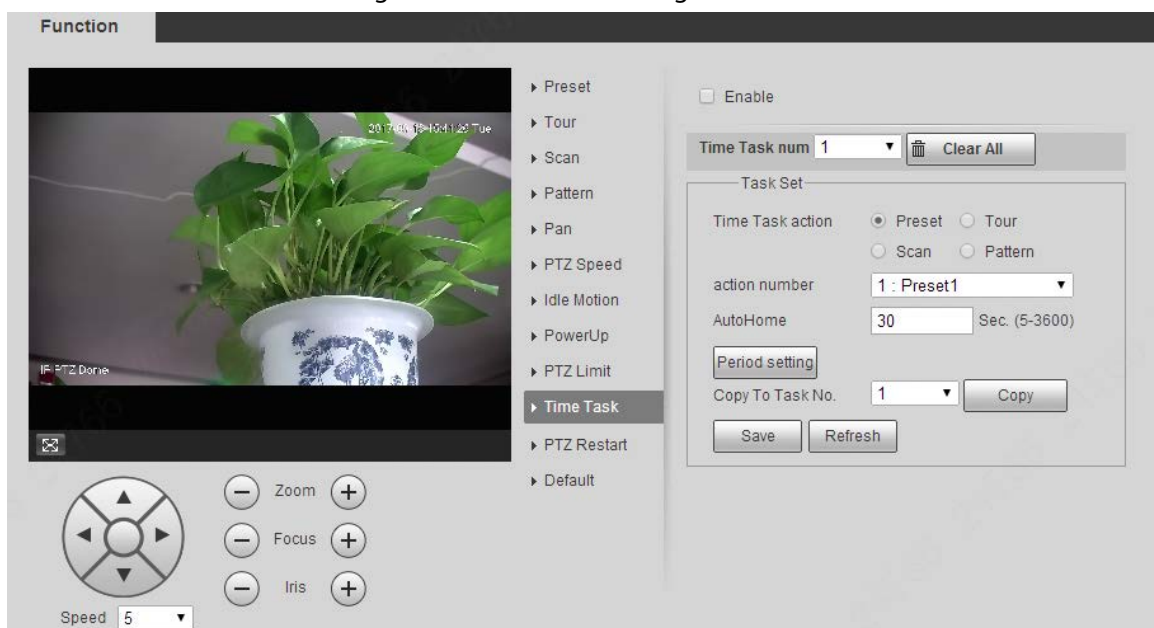 Function
Tue
IP PTZ Dome
Preset
Tour
Scan
Pattern
Pan
PTZ Speed
Idle Motion
PowerUp
PTZ Limit
Time Task
PTZ Restart
Default
Enable
Time Task num 1 Clear All
Task Set
Time Task action Preset Tour
Scan Pattern
action number 1 : Preset1
AutoHome 30 Sec. (5-3600)
Period setting
Copy To Task No. 1 Copy
Save Refresh
Zoom
Focus
Iris
Speed 5